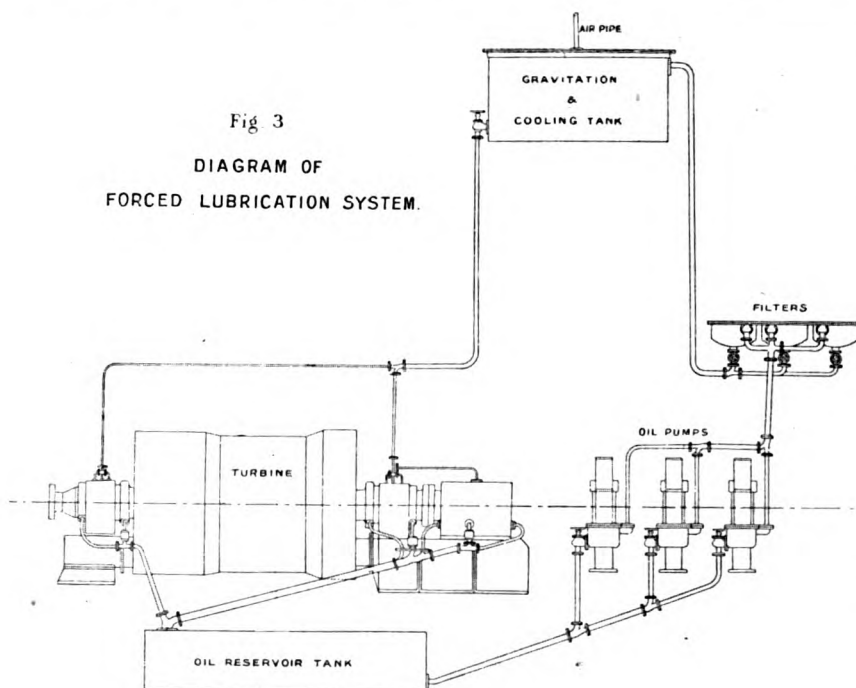 AIR PIPE
GRAVITATION
&
COOLING TANK
Fig. 3
DIAGRAM OF
FORCED LUBRICATION SYSTEM.
FILTERS
OIL PUMPS
TURBINE
OIL RESERVOIR TANK